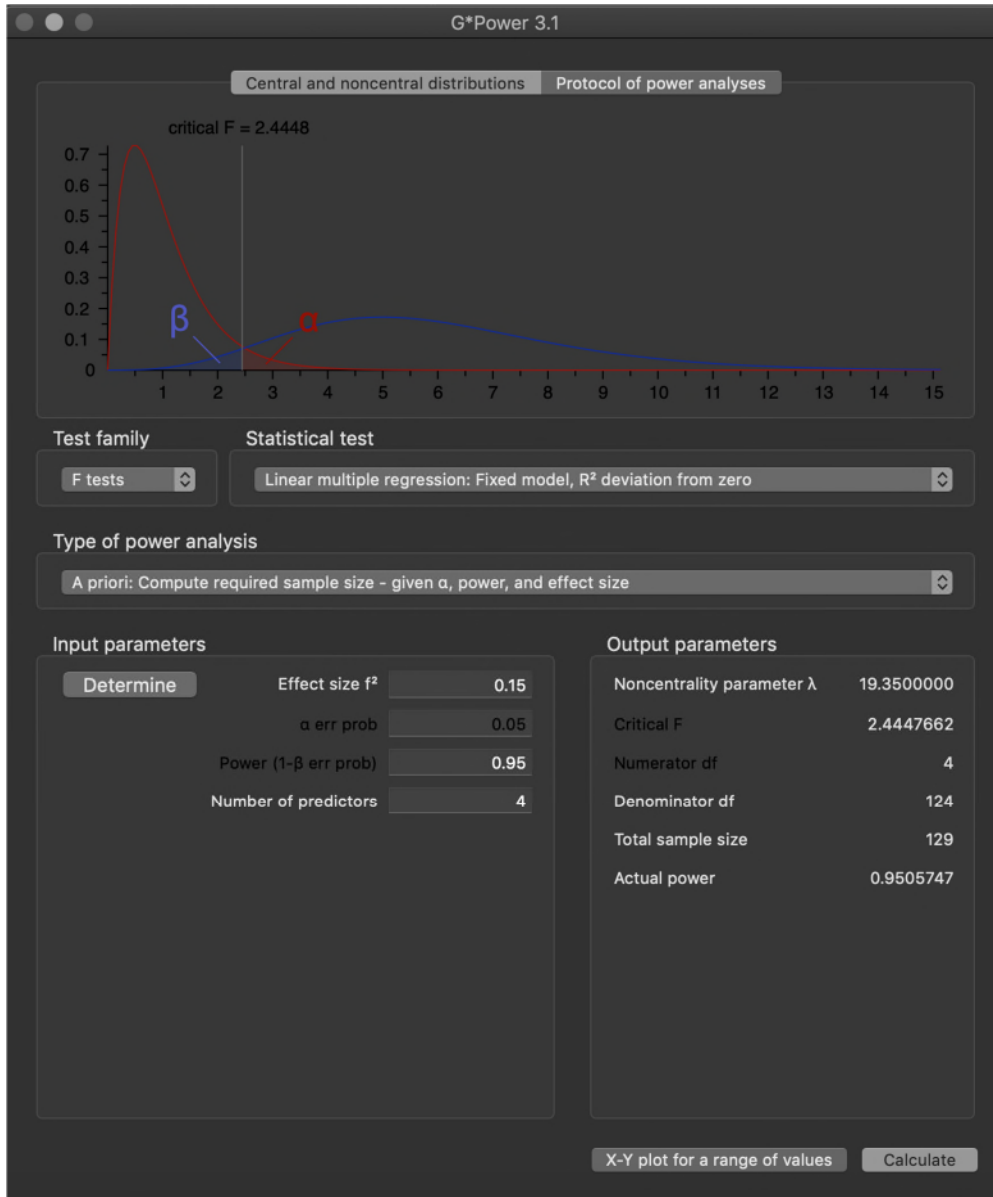 G*Power 3.1
Central and noncentral distributions Protocol of power analyses
critical F = 2.4448
0.7
0.6
0.5
0.4
0.3
0.2
0.1
0
β
α
1 2 3 4 5 6 7 8 9 10 11 12 13 14 15
Test family Statistical test
F tests Linear multiple regression: Fixed model, R² deviation from zero
Type of power analysis
A priori: Compute required sample size - given α, power, and effect size
Input parameters Output parameters
Determine Effect size f² 0.15 Noncentrality parameter λ 19.3500000
α err prob 0.05 Critical F 2.4447662
Power (1-β err prob) 0.95 Numerator df 4
Number of predictors 4 Denominator df 124
Total sample size 129
Actual power 0.9505747
X-Y plot for a range of values Calculate